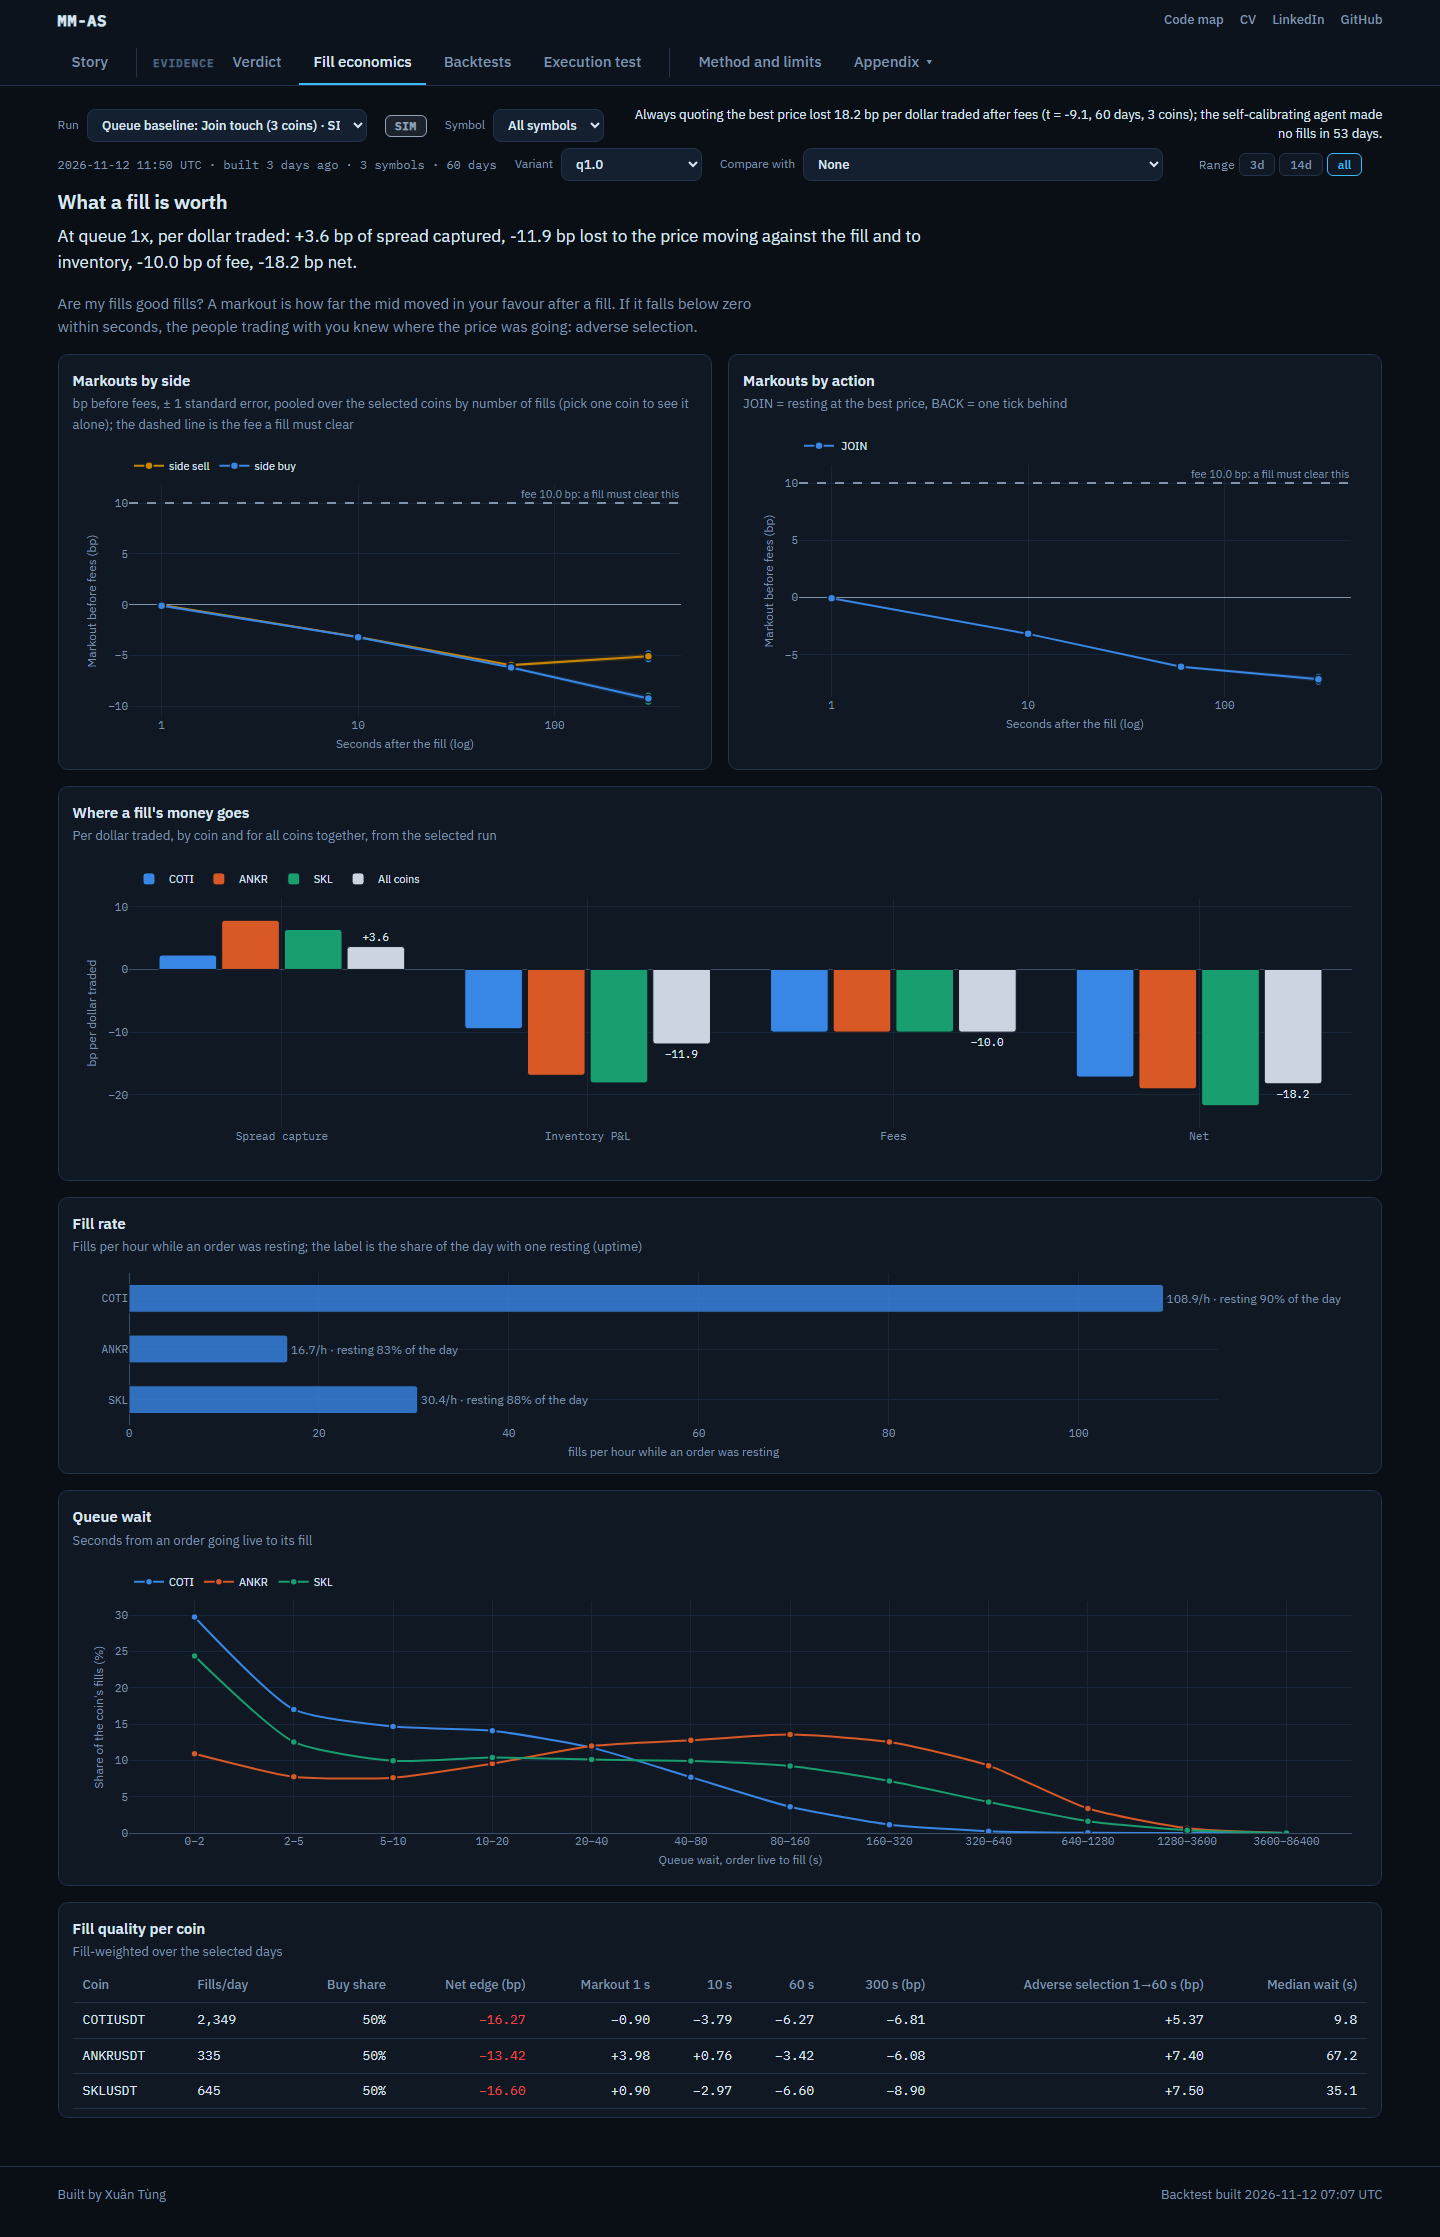 MM-AS
Code map CV LinkedIn GitHub
Story EVIDENCE Verdict Fill economics Backtests Execution test Method and limits Appendix ▾
Run Queue baseline: Join touch (3 coins) · SI SIM Symbol All symbols
Always quoting the best price lost 18.2 bp per dollar traded after fees (t = -9.1, 60 days, 3 coins); the self-calibrating agent made
no fills in 53 days.
2026-11-12 11:50 UTC · built 3 days ago · 3 symbols · 60 days Variant q1.0 Compare with None Range 3d 14d all
What a fill is worth
At queue 1x, per dollar traded: +3.6 bp of spread captured, -11.9 bp lost to the price moving against the fill and to
inventory, -10.0 bp of fee, -18.2 bp net.
Are my fills good fills? A markout is how far the mid moved in your favour after a fill. If it falls below zero
within seconds, the people trading with you knew where the price was going: adverse selection.
Markouts by side
bp before fees, ± 1 standard error, pooled over the selected coins by number of fills (pick one coin to see it
alone); the dashed line is the fee a fill must clear
side sell side buy
fee 10.0 bp: a fill must clear this
10
5
0
−5
−10
Markout before fees (bp)
1 10 100
Seconds after the fill (log)
Markouts by action
JOIN = resting at the best price, BACK = one tick behind
JOIN
fee 10.0 bp: a fill must clear this
10
5
0
−5
Markout before fees (bp)
1 10 100
Seconds after the fill (log)
Where a fill's money goes
Per dollar traded, by coin and for all coins together, from the selected run
COTI ANKR SKL All coins
10
0
−10
−20
bp per dollar traded
+3.6
−11.9
−10.0
−18.2
Spread capture Inventory P&L Fees Net
Fill rate
Fills per hour while an order was resting; the label is the share of the day with one resting (uptime)
COTI 108.9/h · resting 90% of the day
ANKR 16.7/h · resting 83% of the day
SKL 30.4/h · resting 88% of the day
0 20 40 60 80 100
fills per hour while an order was resting
Queue wait
Seconds from an order going live to its fill
COTI ANKR SKL
30
25
20
15
10
5
0
Share of the coin's fills (%)
0–2 2–5 5–10 10–20 20–40 40–80 80–160 160–320 320–640 640–1280 1280–3600 3600–86400
Queue wait, order live to fill (s)
Fill quality per coin
Fill-weighted over the selected days
Coin Fills/day Buy share Net edge (bp) Markout 1 s 10 s 60 s 300 s (bp) Adverse selection 1→60 s (bp) Median wait (s)
COTIUSDT 2,349 50% −16.27 −0.90 −3.79 −6.27 −6.81 +5.37 9.8
ANKRUSDT 335 50% −13.42 +3.98 +0.76 −3.42 −6.08 +7.40 67.2
SKLUSDT 645 50% −16.60 +0.90 −2.97 −6.60 −8.90 +7.50 35.1
Built by Xuân Tùng
Backtest built 2026-11-12 07:07 UTC